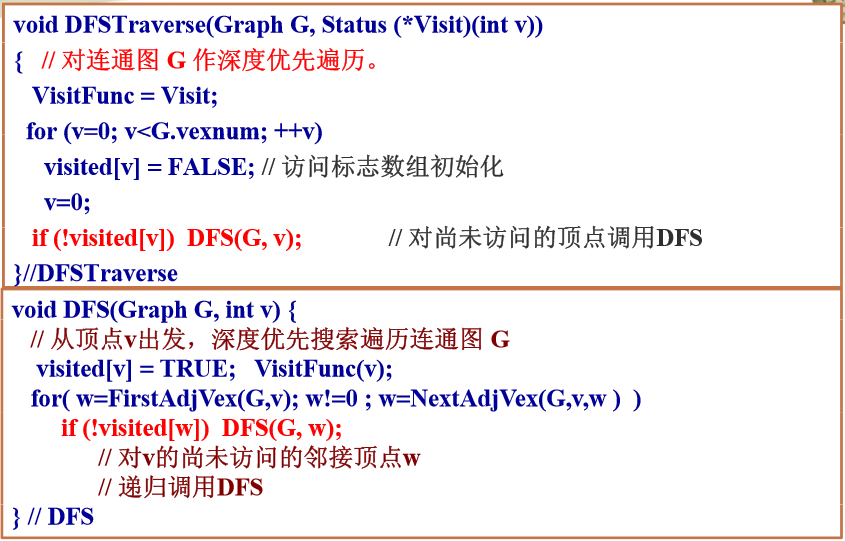 void DFSTraverse(Graph G, Status (*Visit)(int v))
{ // 对连通图 G 作深度优先遍历。
VisitFunc = Visit;
for (v=0; v<G.vexnum; ++v)
visited[v] = FALSE; // 访问标志数组初始化
v=0;
if (!visited[v]) DFS(G, v); // 对尚未访问的顶点调用DFS
}//DFSTraverse
void DFS(Graph G, int v) {
// 从顶点v出发，深度优先搜索遍历连通图 G
visited[v] = TRUE; VisitFunc(v);
for( w=FirstAdjVex(G,v); w!=0 ; w=NextAdjVex(G,v,w ) )
if (!visited[w]) DFS(G, w);
// 对v的尚未访问的邻接顶点w
// 递归调用DFS
} // DFS